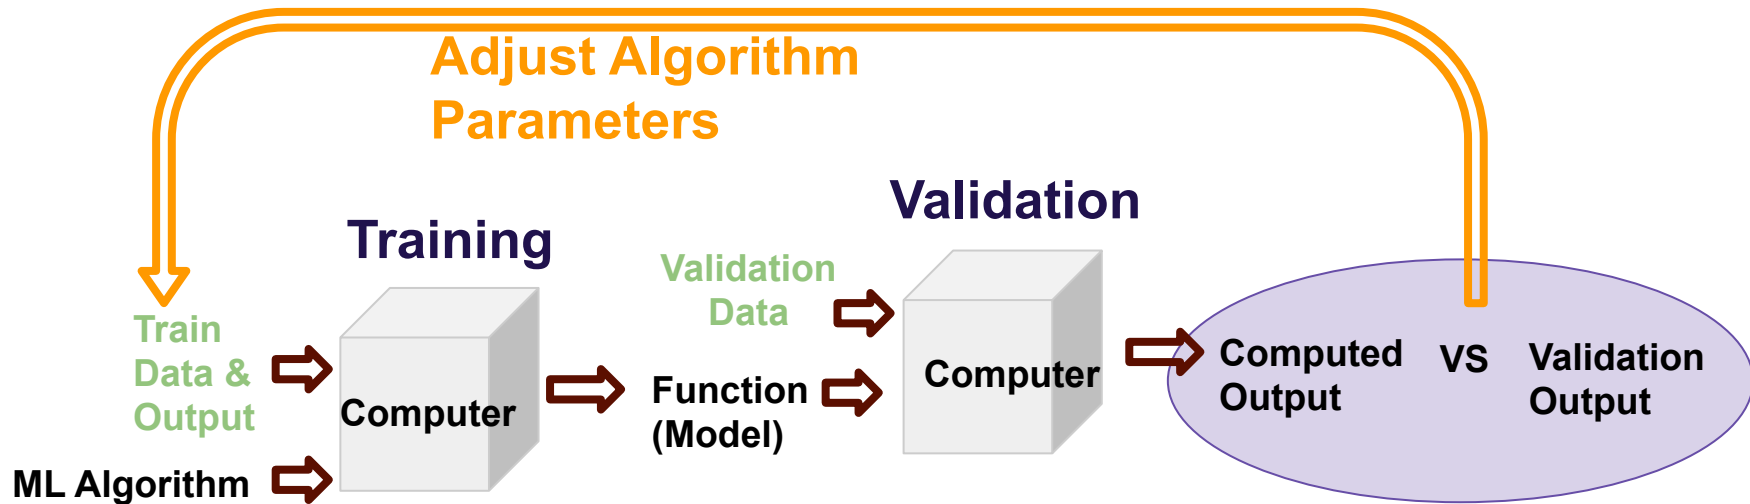 Adjust Algorithm
Parameters
Training
Validation
Train
Data &
Output
ML Algorithm
Computer
Validation
Data
Function
(Model)
Computer
Computed
Output
VS
Validation
Output